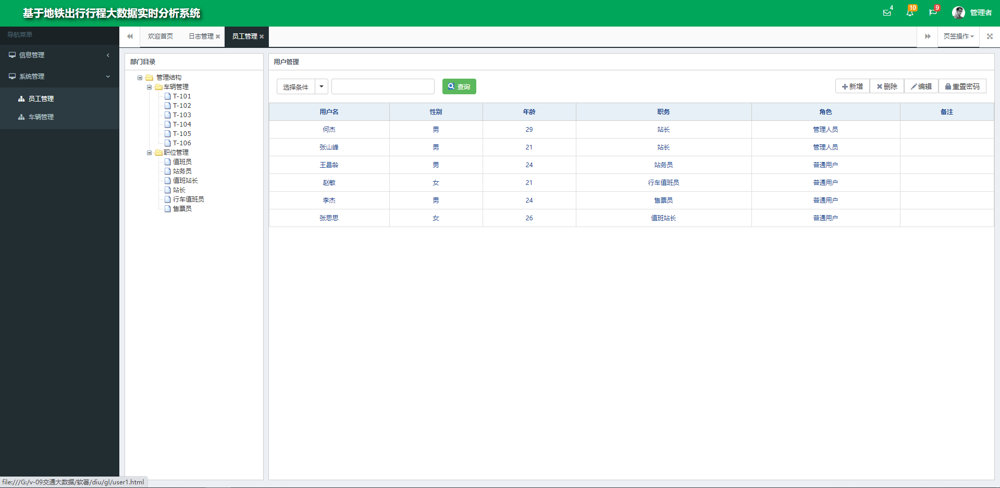 基于地铁出行行程大数据实时分析系统
4
10
9
管理者
导航菜单
欢迎首页
日志管理
员工管理
页签操作
信息管理
系统管理
员工管理
车辆管理
部门目录
管理结构
车辆管理
T-101
T-102
T-103
T-104
T-105
T-106
职位管理
值班员
站务员
值班站长
站长
行车值班员
售票员
用户管理
选择条件
查询
新增
删除
编辑
重置密码
用户名 性别 年龄 职务 角色 备注
何杰 男 29 站长 管理人员
张山峰 男 21 站长 管理人员
王昌龄 男 24 站务员 普通用户
赵敏 女 21 行车值班员 普通用户
李杰 男 24 售票员 普通用户
张思思 女 26 值班站长 普通用户
file:///G:/v-09交通大数据/软著/diu/gl/user1.html